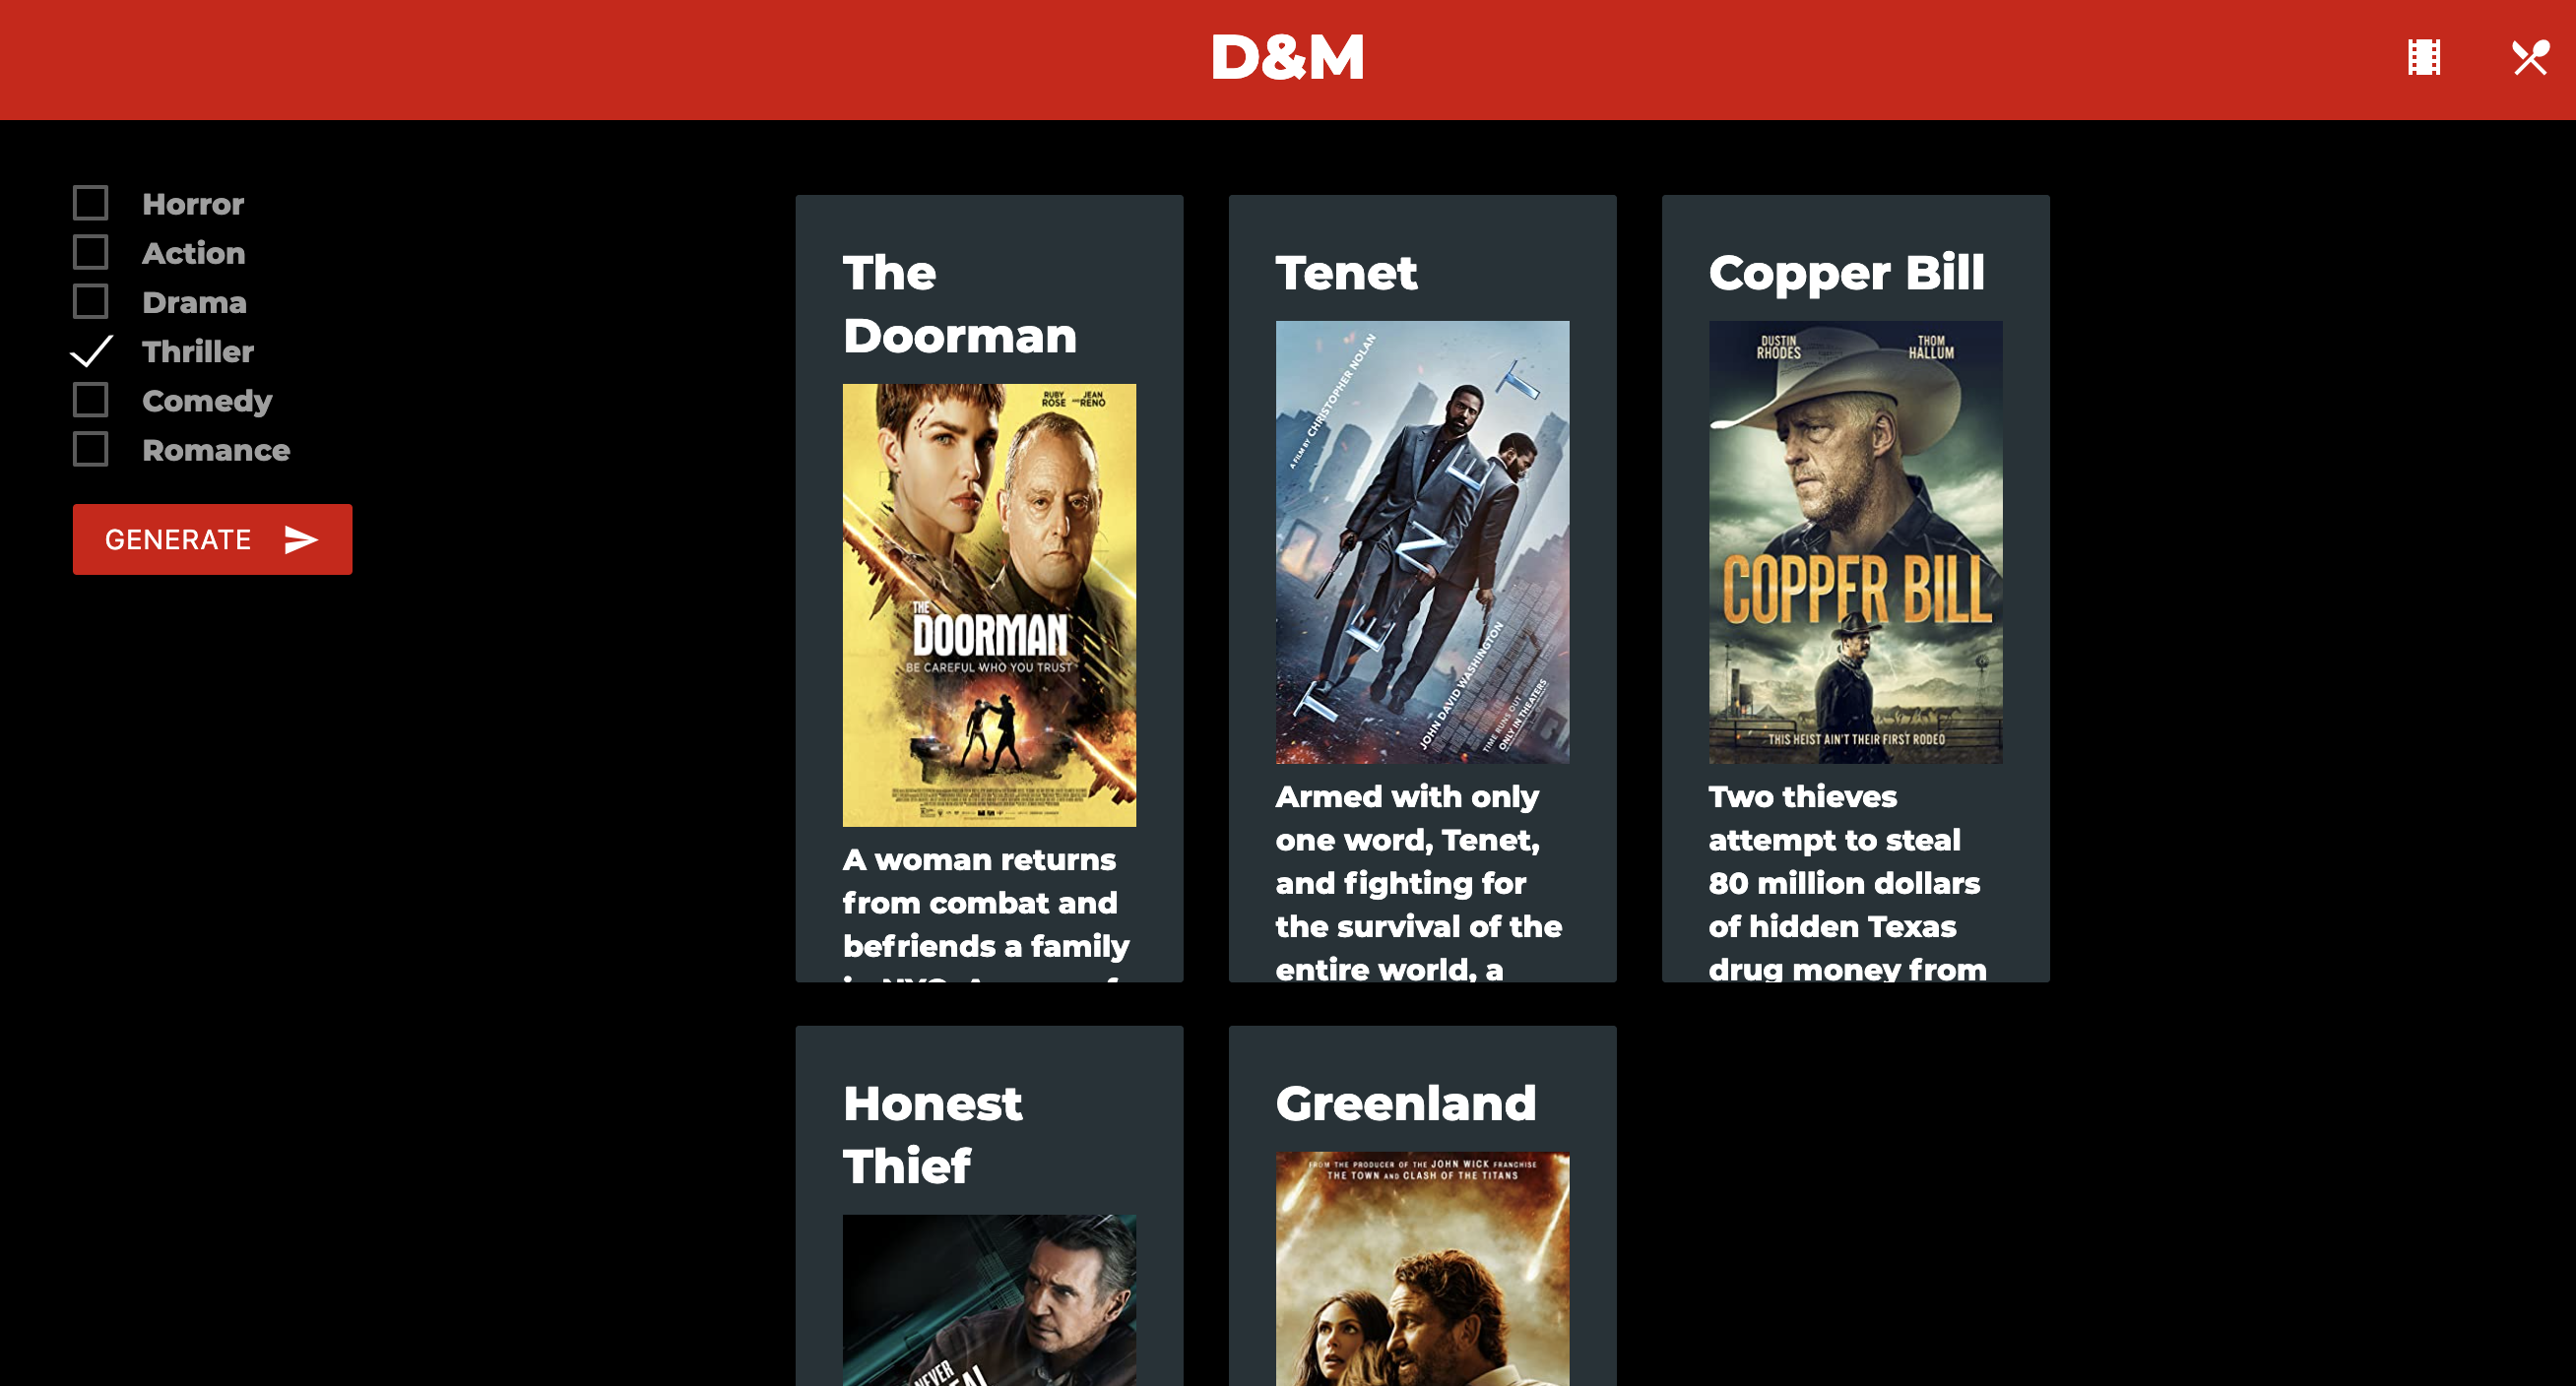 D&M
Horror
Action
Drama
Thriller
Comedy
Romance
GENERATE
The
Doorman
RUBY ROSE AND JEAN RENO
THE
DOORMAN
BE CAREFUL WHO YOU TRUST
A woman returns
from combat and
befriends a family
Tenet
A FILM BY CHRISTOPHER NOLAN
TENET
JOHN DAVID WASHINGTON
TIME RUNS OUT
ONLY IN THEATERS
Armed with only
one word, Tenet,
and fighting for
the survival of the
entire world, a
Copper Bill
DUSTIN RHODES
THOM HALLUM
COPPER BILL
THIS HEIST AIN'T THEIR FIRST RODEO
Two thieves
attempt to steal
80 million dollars
of hidden Texas
drug money from
Honest
Thief
NEVER
Greenland
FROM THE PRODUCER OF THE JOHN WICK FRANCHISE
THE TOWN AND CLASH OF THE TITANS